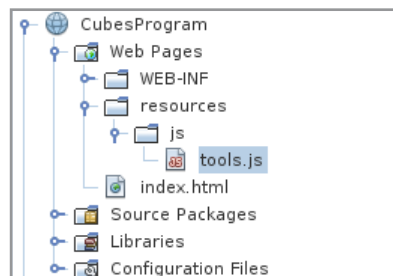 CubesProgram
Web Pages
WEB-INF
resources
js
tools.js
index.html
Source Packages
Libraries
Configuration Files